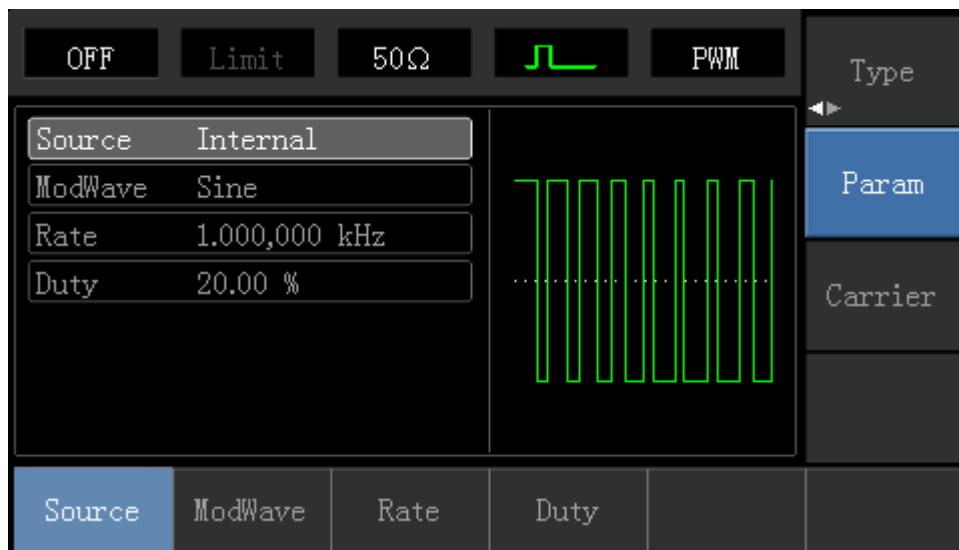 OFF Limit 50Ω PWM
Type
Source Internal
ModWave Sine
Rate 1.000,000 kHz
Duty 20.00 %
Param
Carrier
Source ModWave Rate Duty